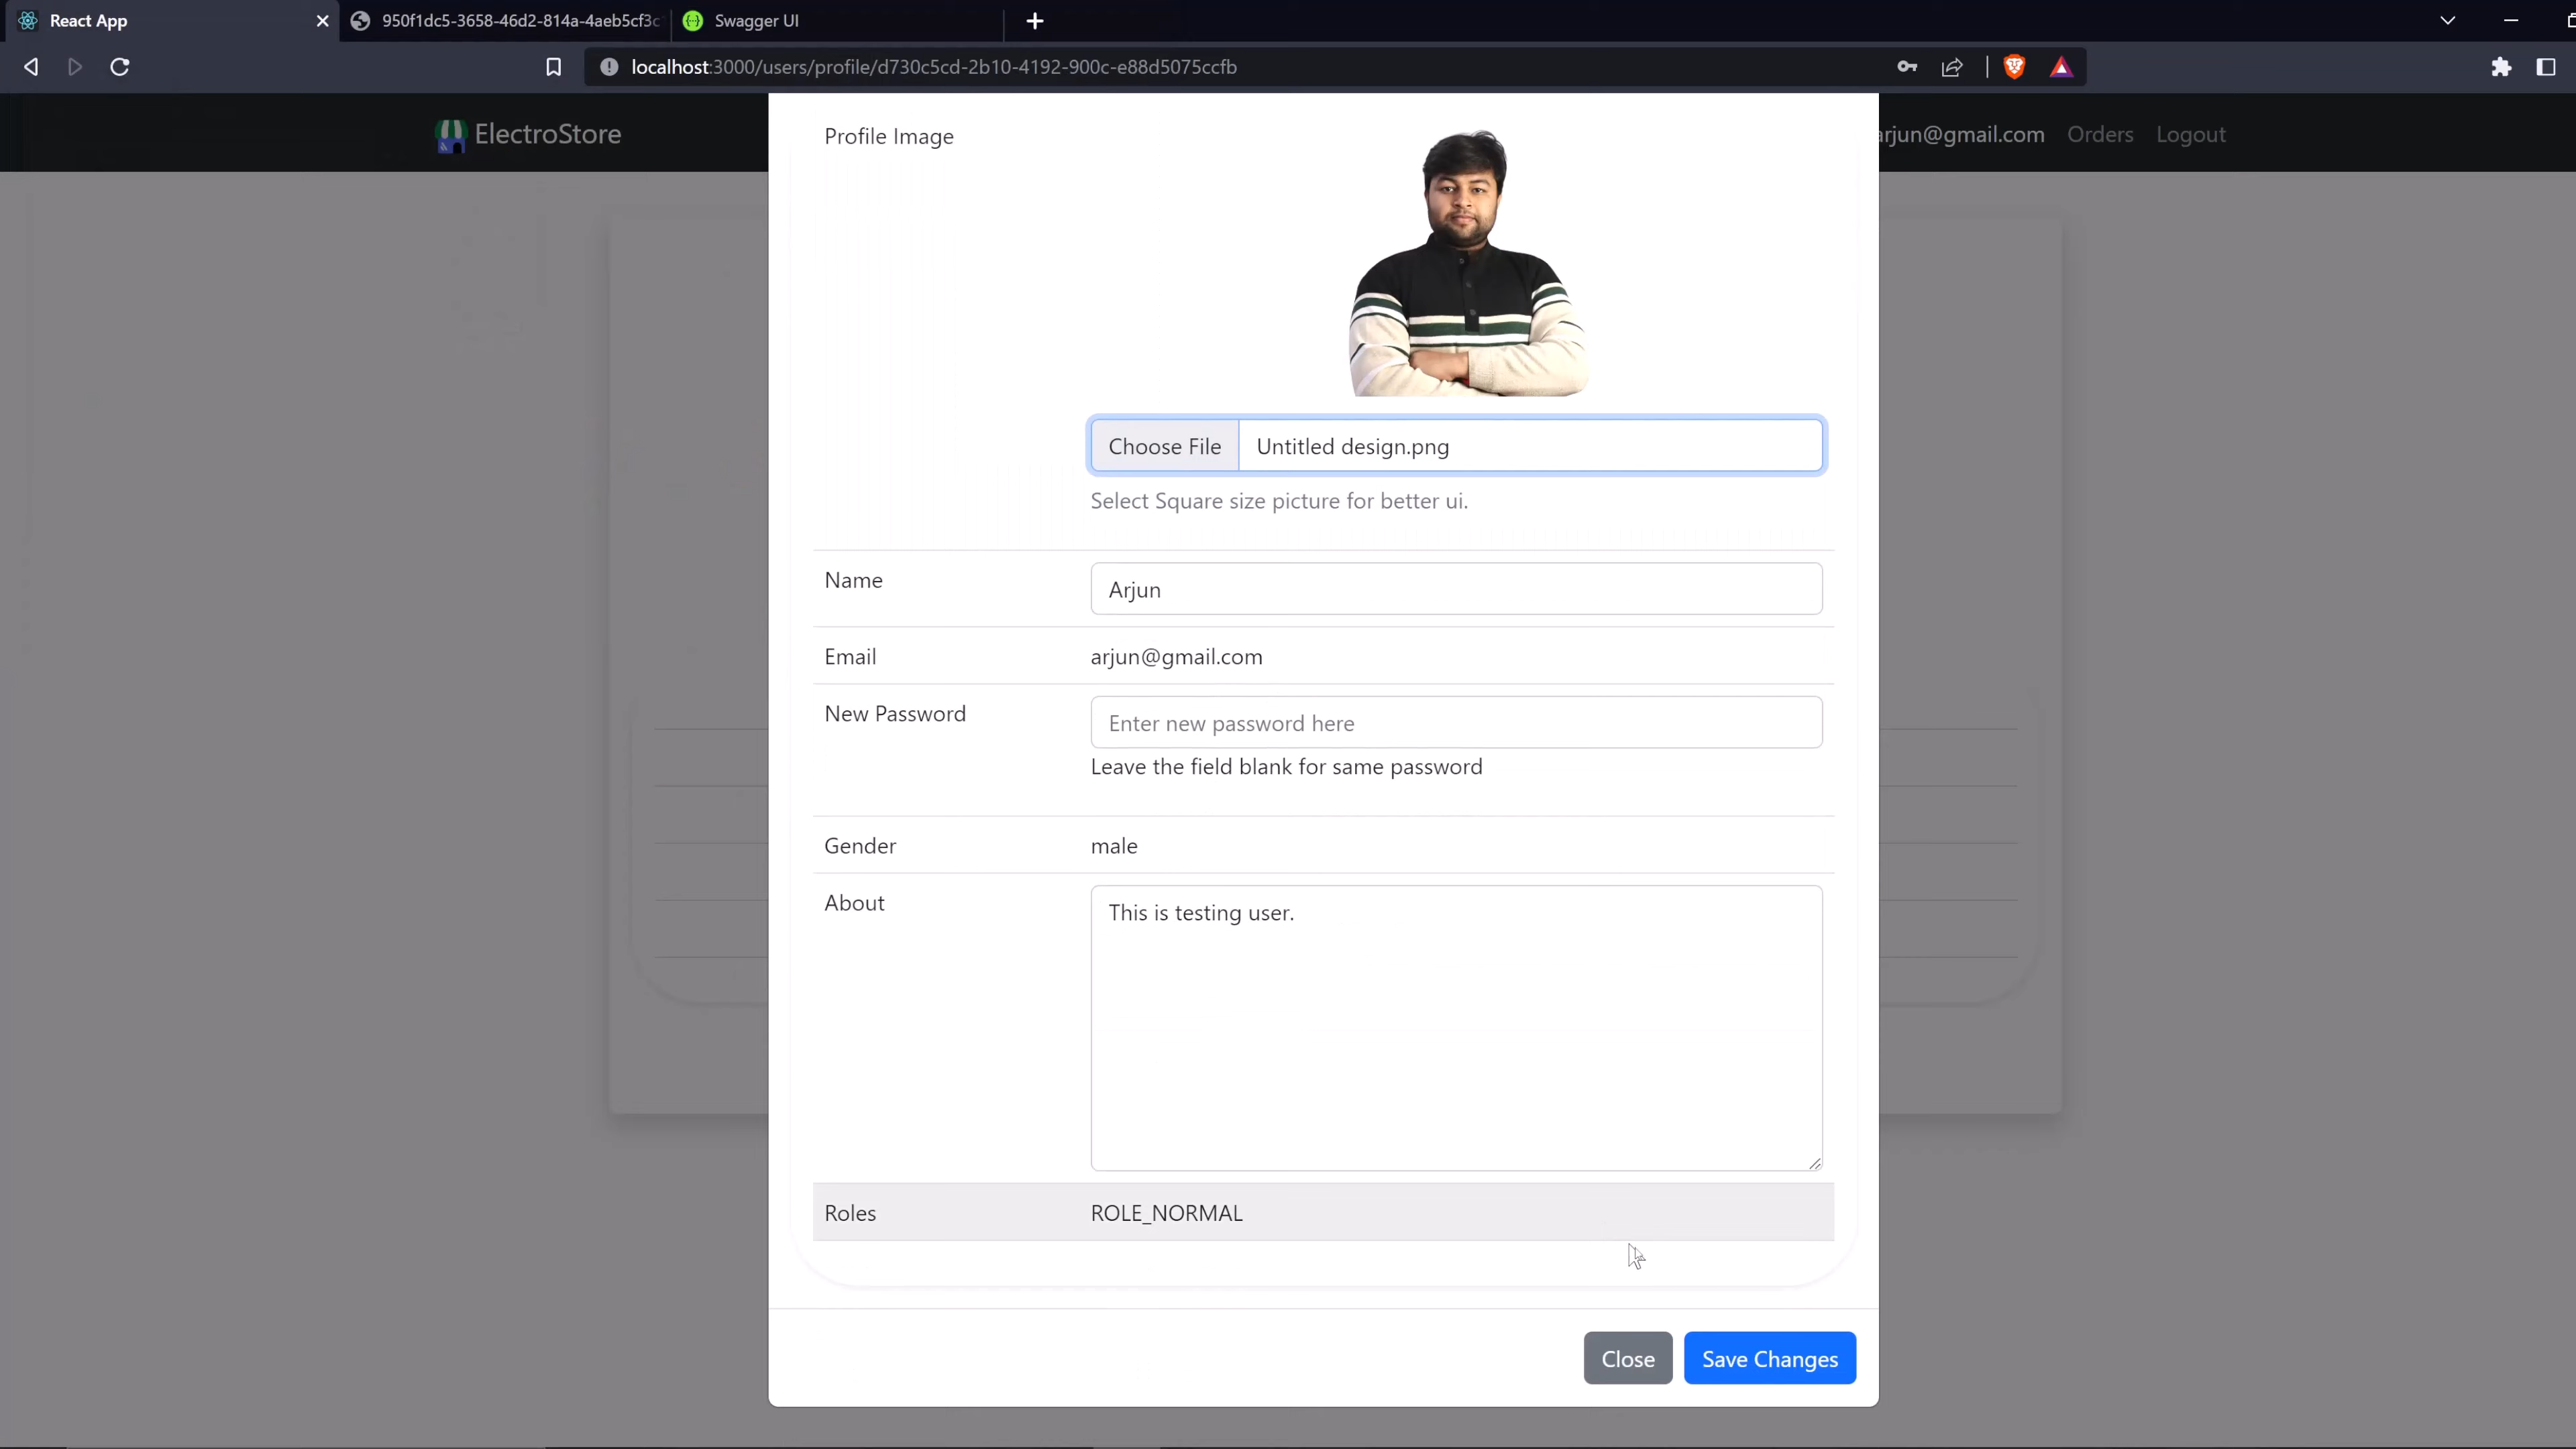 React App
950f1dc5-3658-46d2-814a-4aeb5cf3c
Swagger UI
localhost:3000/users/profile/d730c5cd-2b10-4192-900c-e88d5075ccfb
ElectroStore
arjun@gmail.com Orders Logout
Profile Image
Choose File Untitled design.png
Select Square size picture for better ui.
Name Arjun
Email arjun@gmail.com
New Password Enter new password here
Leave the field blank for same password
Gender male
About This is testing user.
Roles ROLE_NORMAL
Close Save Changes